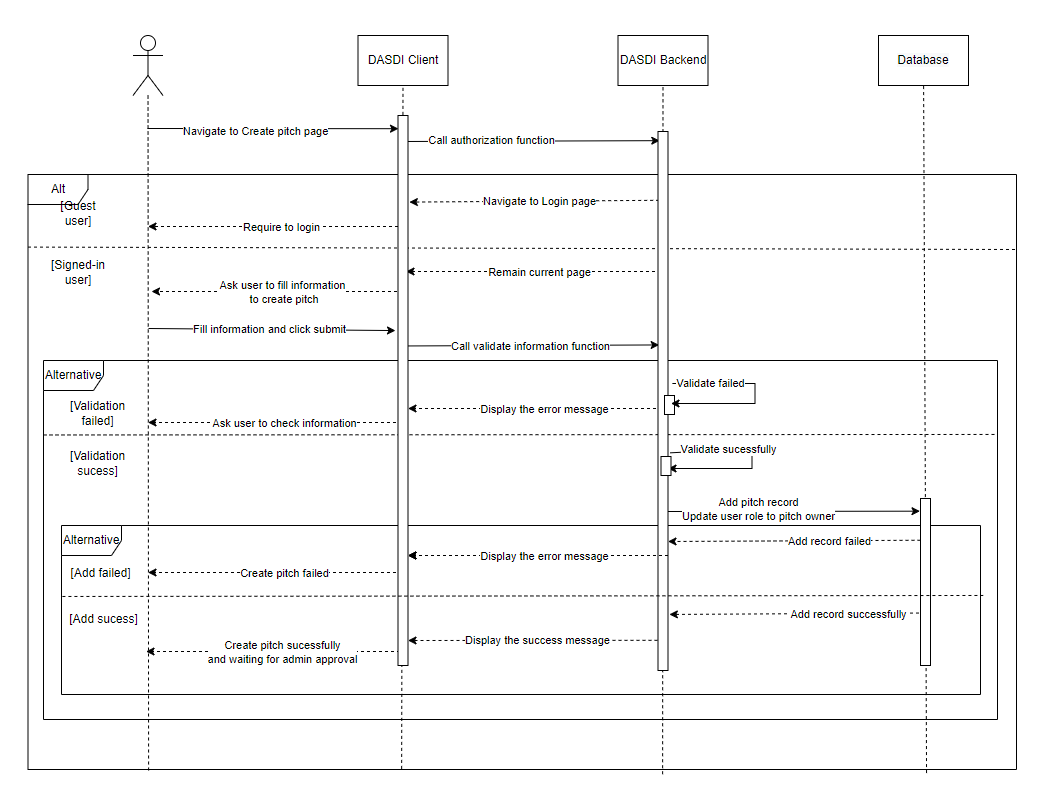 DASDI Client
DASDI Backend
Database
Navigate to Create pitch page
Call authorization function
Alt
[Guest
user]
Navigate to Login page
Require to login
[Signed-in
user]
Remain current page
Ask user to fill information
to create pitch
Fill information and click submit
Call validate information function
Alternative
Validate failed
[Validation
failed]
Display the error message
Ask user to check information
[Validation
sucess]
Validate sucessfully
Add pitch record
Update user role to pitch owner
Alternative
Add record failed
Display the error message
[Add failed]
Create pitch failed
[Add sucess]
Add record successfully
Display the success message
Create pitch sucessfully
and waiting for admin approval